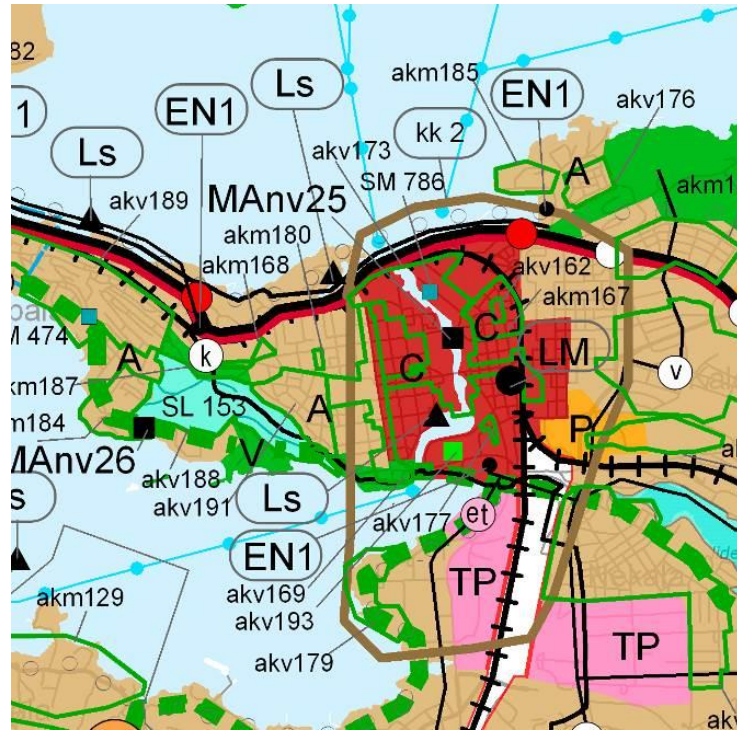 82
akm185
Ls
EN1
EN1
akv176
1
kk 2
akv173
Ls
SM 786
A
akm1
akv189
MAnv25
akm180
akv162
akm168
akm167
C
LM
M 474
C
A
k
v
km187
A
SL 153
P
m184
MAnv26
V
akv188
s
akv191
Ls
akv177
et
EN1
TP
akv169
akm129
akv193
TP
akv179
akv